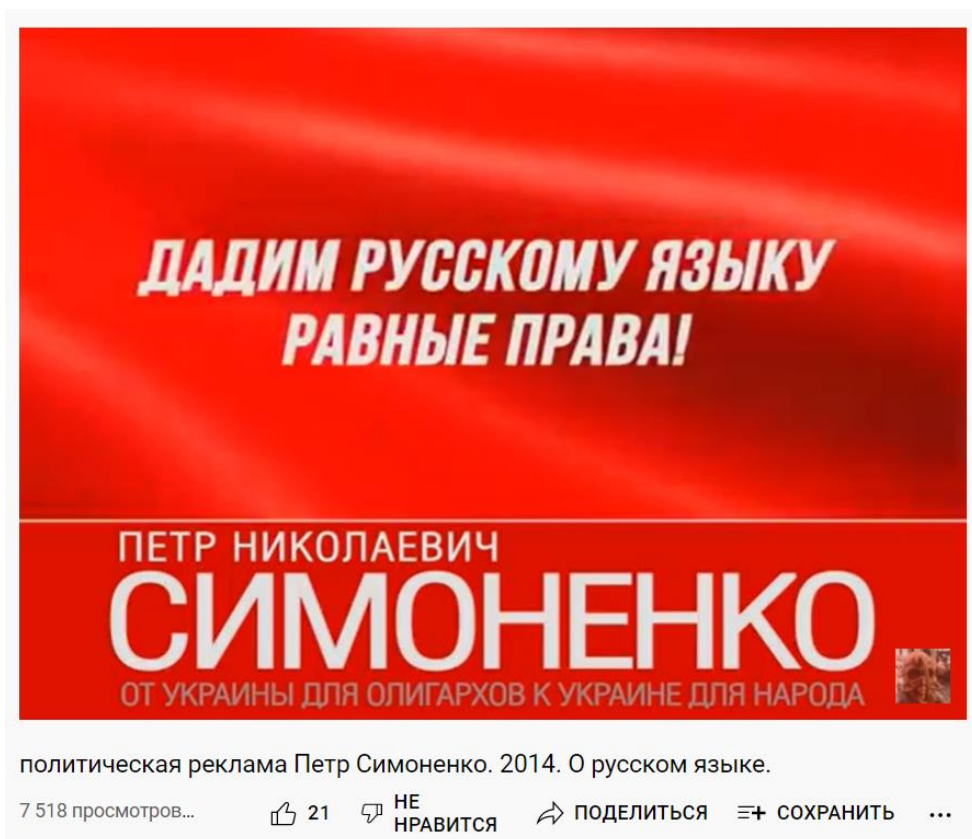 ДАДИМ РУССКОМУ ЯЗЫКУ
РАВНЫЕ ПРАВА!
ПЕТР НИКОЛАЕВИЧ
СИМОНЕНКО
ОТ УКРАИНЫ ДЛЯ ОЛИГАРХОВ К УКРАИНЕ ДЛЯ НАРОДА
политическая реклама Петр Симоненко. 2014. О русском языке.
7 518 просмотров... 21 НЕ НРАВИТСЯ ПОДЕЛИТЬСЯ СОХРАНИТЬ ...